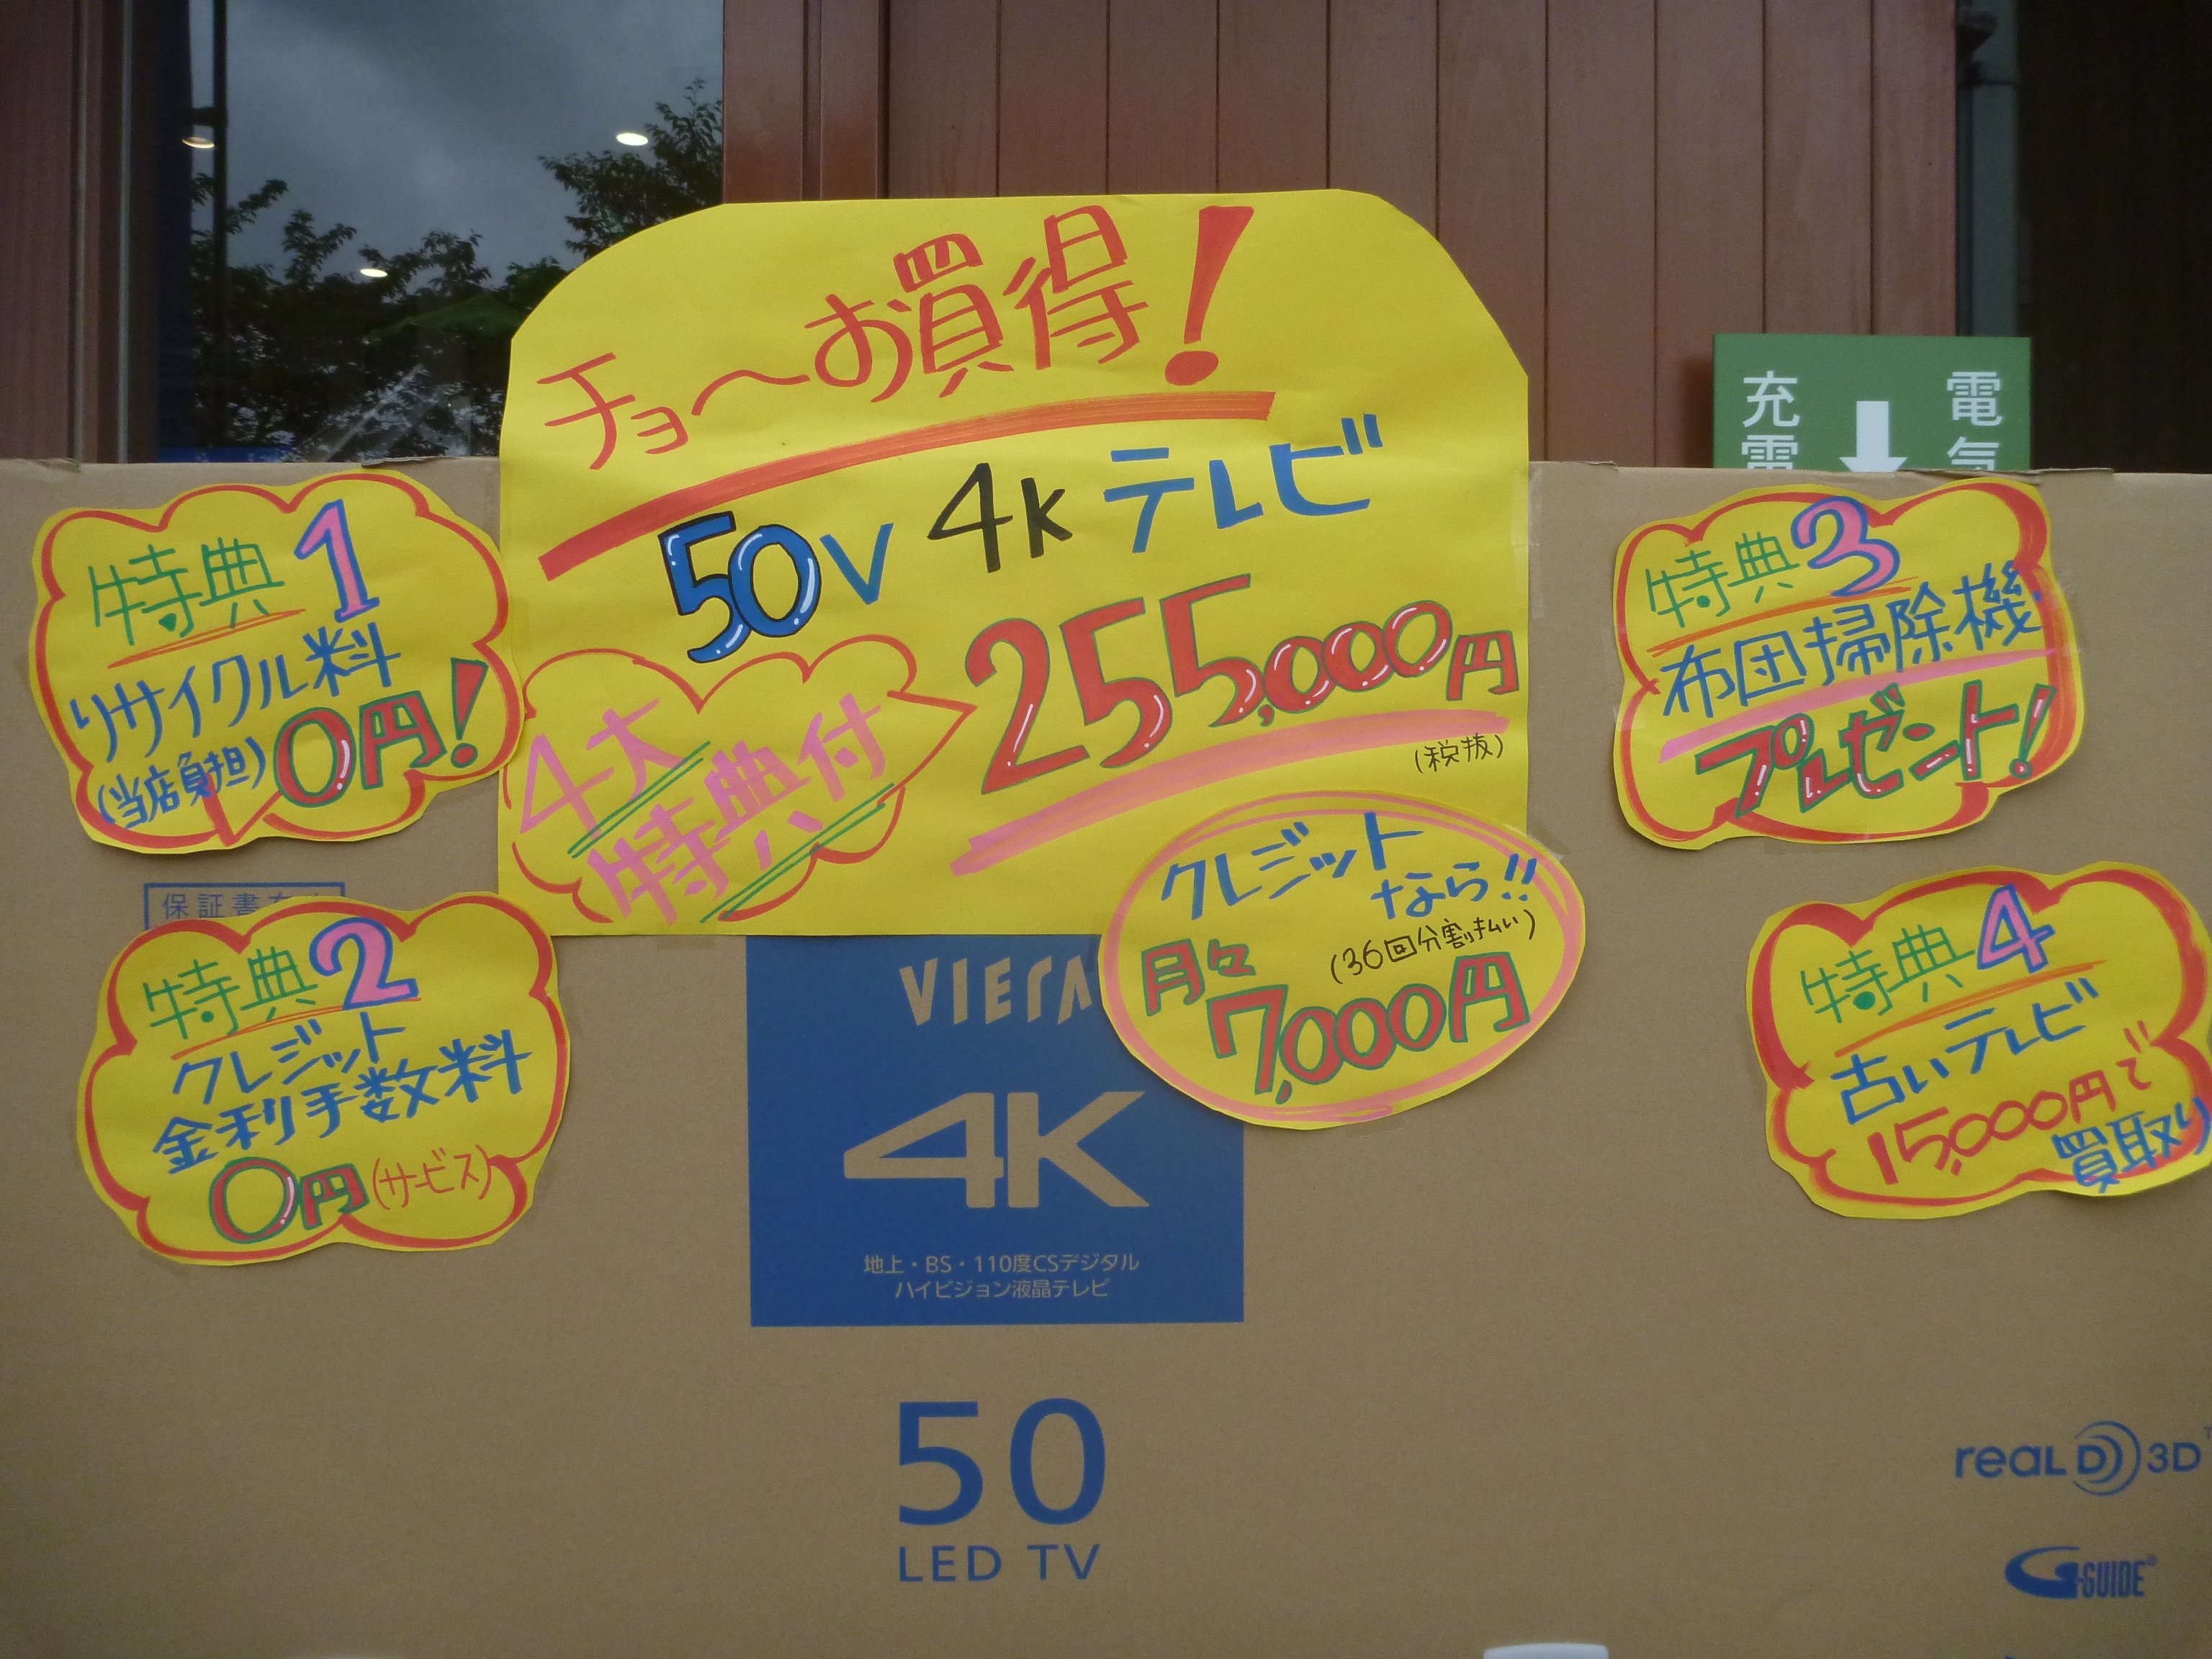 チョ〜お買得！
50V 4Kテレビ
255,000円
(税抜)
4大
特典付
クレジット
なら!!
(36回分割払い)
月々
7,000円
特典1
リサイクル料
(当店負担) 0円!
特典2
クレジット
金利手数料
0円(サービス)
特典3
布団掃除機
プレゼント!
特典4
古いテレビ
15,000円で
買取り
充電
電気
保証書
VIERA
4K
地上・BS・110度CSデジタル
ハイビジョン液晶テレビ
50
LED TV
REAL D 3D
G-GUIDE®